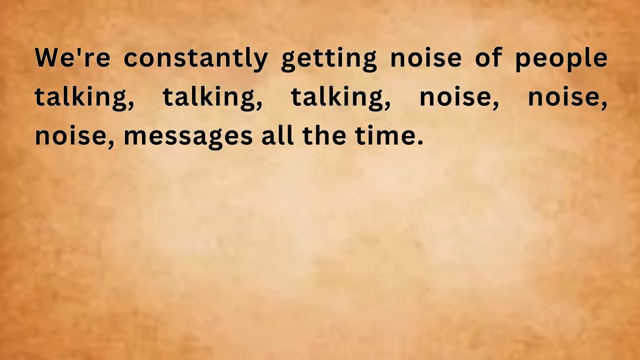 We're constantly getting noise of people
talking, talking, talking, noise, noise,
noise, messages all the time.